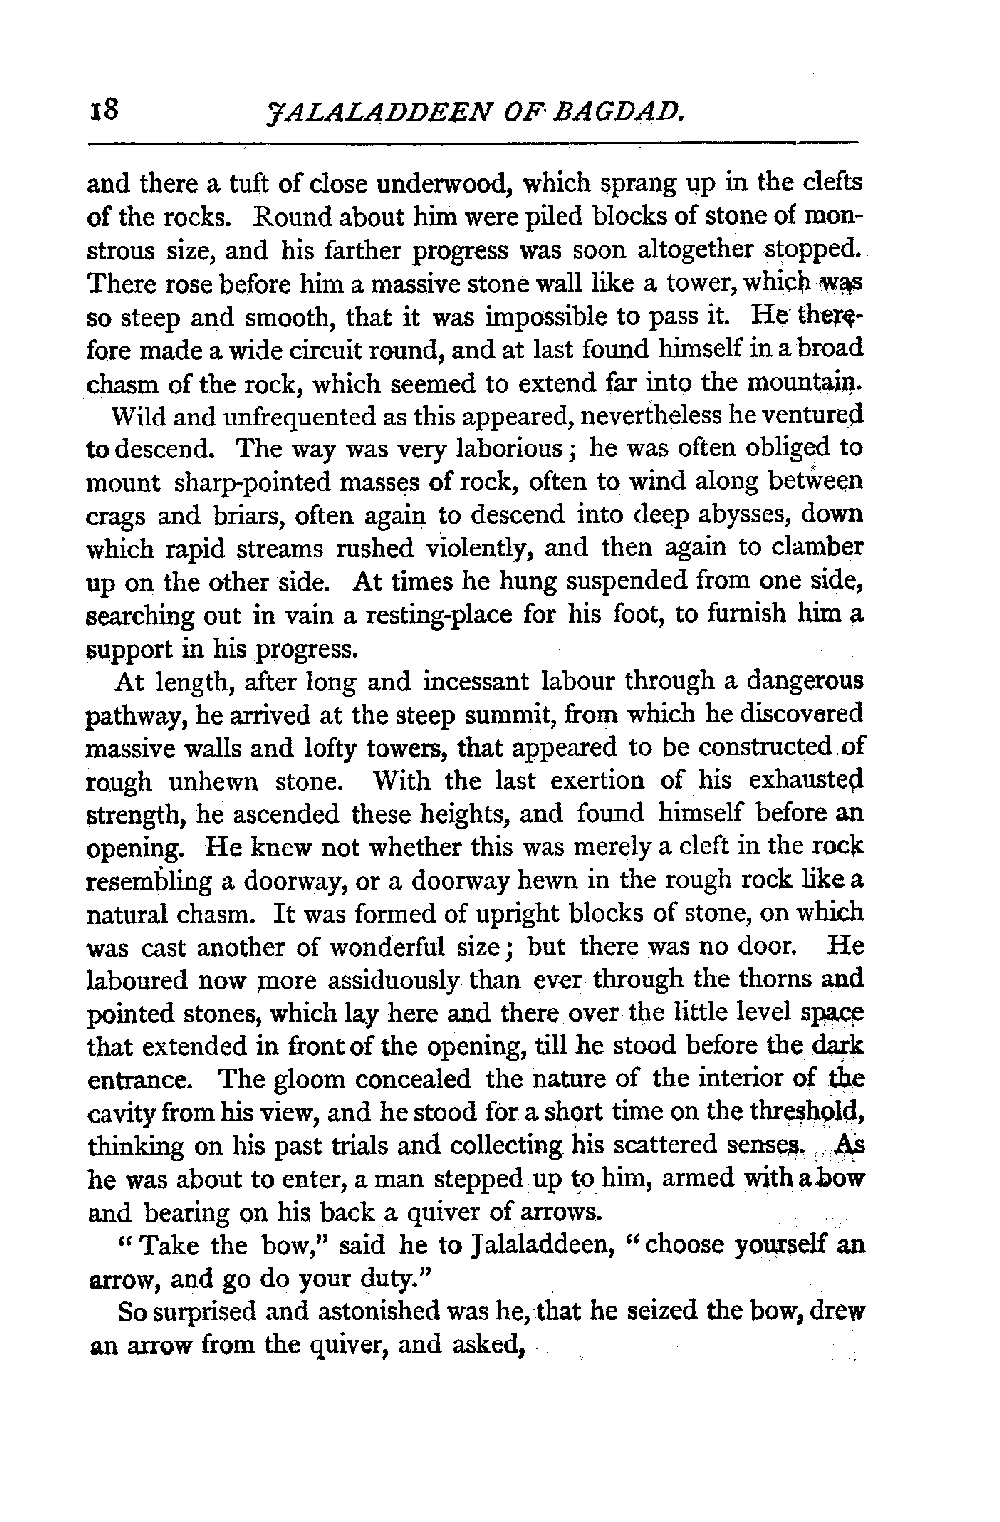 18 JALALADDEEN OF BAGDAD.
and there a tuft of close underwood, which sprang up in the clefts
of the rocks. Round about him were piled blocks of stone of mon-
strous size, and his farther progress was soon altogether stopped.
There rose before him a massive stone wall like a tower, which was
so steep and smooth, that it was impossible to pass it. He there-
fore made a wide circuit round, and at last found himself in a broad
chasm of the rock, which seemed to extend far into the mountain.
Wild and unfrequented as this appeared, nevertheless he ventured
to descend. The way was very laborious; he was often obliged to
mount sharp-pointed masses of rock, often to wind along between
crags and briars, often again to descend into deep abysses, down
which rapid streams rushed violently, and then again to clamber
up on the other side. At times he hung suspended from one side,
searching out in vain a resting-place for his foot, to furnish him a
support in his progress.
At length, after long and incessant labour through a dangerous
pathway, he arrived at the steep summit, from which he discovered
massive walls and lofty towers, that appeared to be constructed of
rough unhewn stone. With the last exertion of his exhausted
strength, he ascended these heights, and found himself before an
opening. He knew not whether this was merely a cleft in the rock
resembling a doorway, or a doorway hewn in the rough rock like a
natural chasm. It was formed of upright blocks of stone, on which
was cast another of wonderful size; but there was no door. He
laboured now more assiduously than ever through the thorns and
pointed stones, which lay here and there over the little level space
that extended in front of the opening, till he stood before the dark
entrance. The gloom concealed the nature of the interior of the
cavity from his view, and he stood for a short time on the threshold,
thinking on his past trials and collecting his scattered senses. As
he was about to enter, a man stepped up to him, armed with a bow
and bearing on his back a quiver of arrows.
"Take the bow," said he to Jalaladdeen, "choose yourself an
arrow, and go do your duty."
So surprised and astonished was he, that he seized the bow, drew
an arrow from the quiver, and asked,